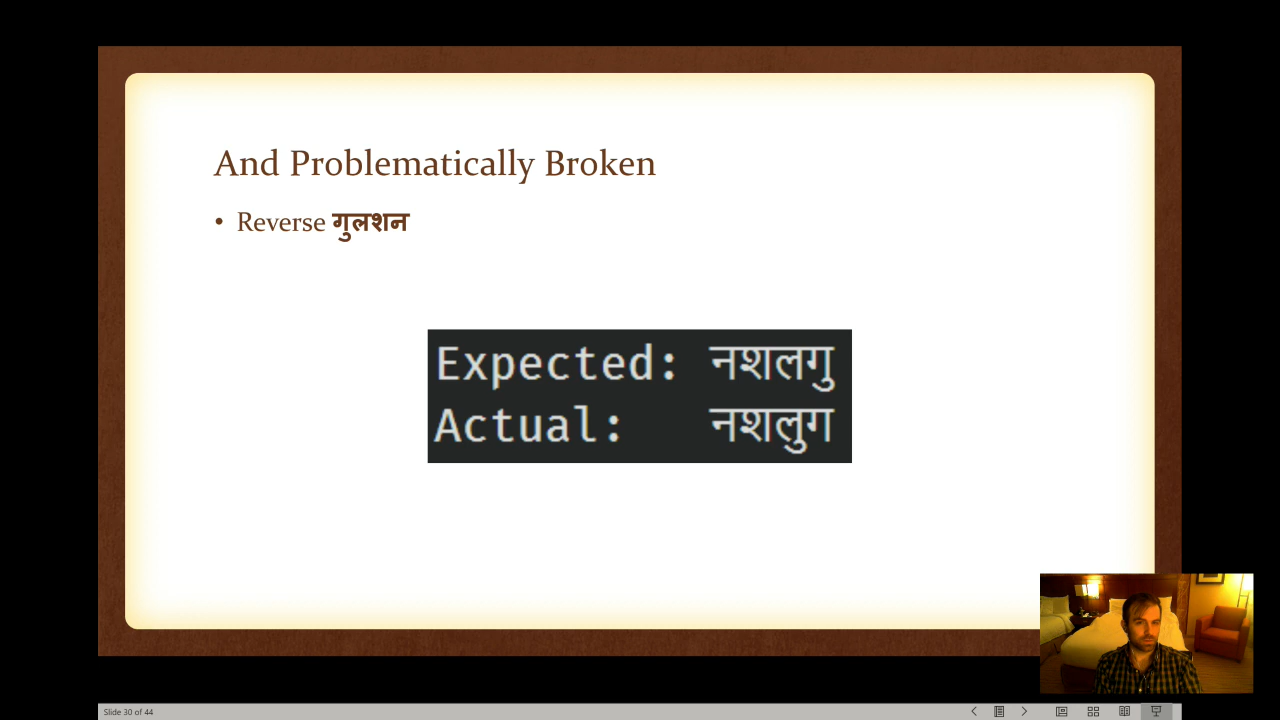 And Problematically Broken
• Reverse गुलशन
Expected: नशलगु
Actual: नशलुग
Slide 30 of 44